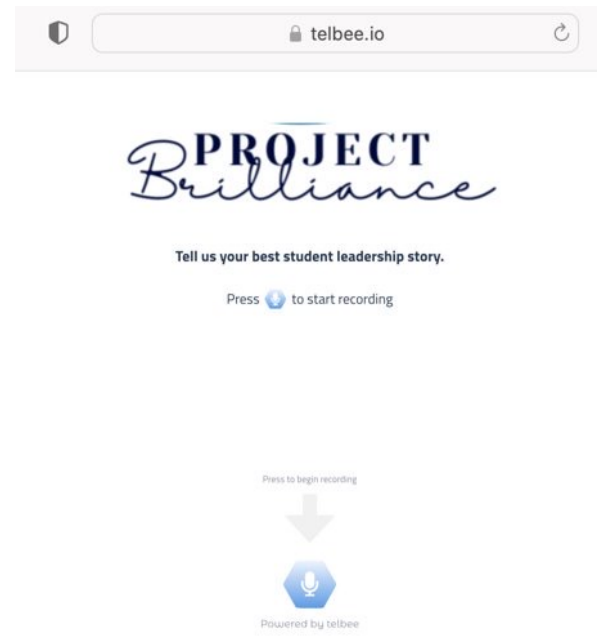 telbee.io
PROJECT
Brilliance
Tell us your best student leadership story.
Press to start recording
Press to begin recording
Powered by telbee